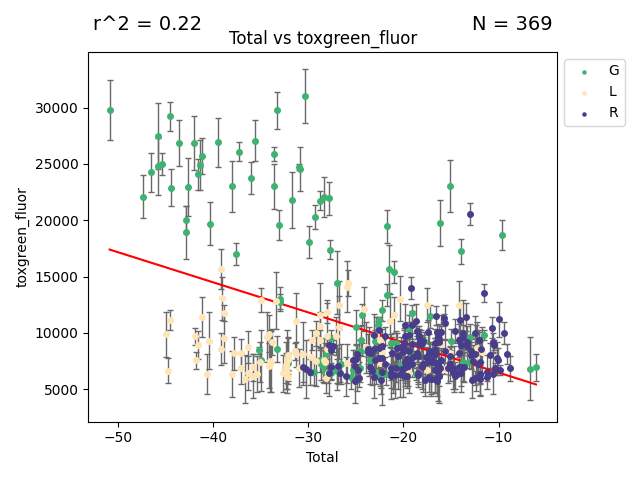 r^2 = 0.22
N = 369
Total vs toxgreen_fluor
G
L
R
30000
25000
20000
15000
10000
5000
toxgreen_fluor
−50
−40
−30
−20
−10
Total